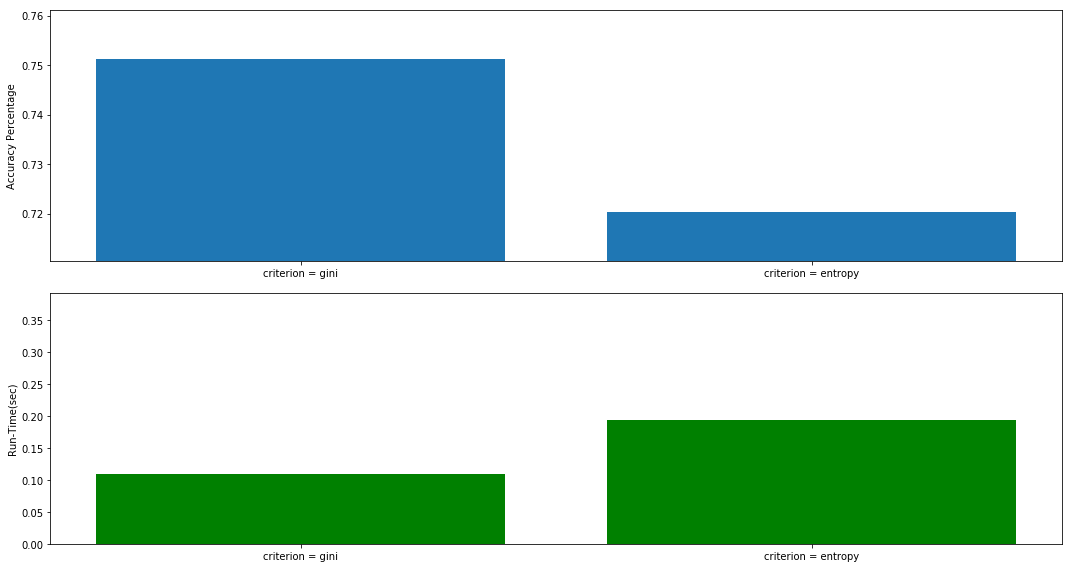 Accuracy Percentage
0.76
0.75
0.74
0.73
0.72
criterion = gini
criterion = entropy
Run-Time(sec)
0.35
0.30
0.25
0.20
0.15
0.10
0.05
0.00
criterion = gini
criterion = entropy